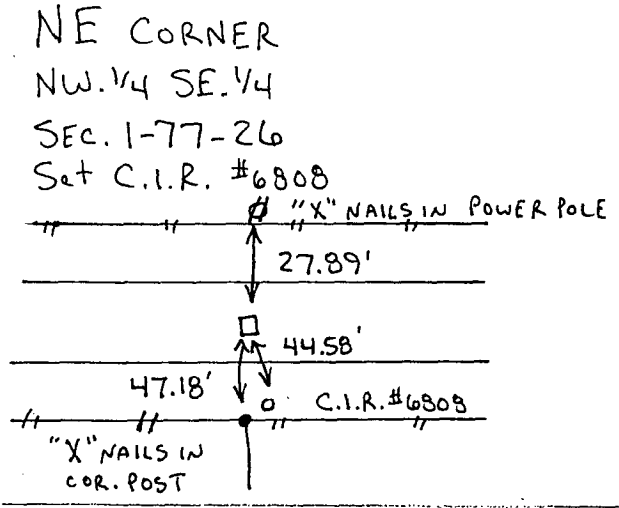 NE CORNER
NW.1/4 SE.1/4
SEC. 1-77-26
Set C.I.R. #6808
"X" NAILS IN POWER POLE
27.89'
44.58'
47.18'
C.I.R.#6808
"X" NAILS IN
COR. POST